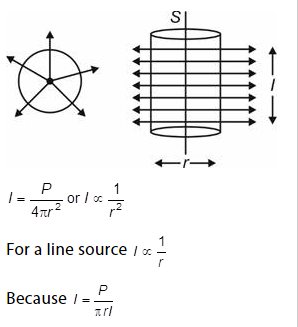 S
l
r
I = P / 4πr² or I ∝ 1 / r²
For a line source I ∝ 1 / r
Because I = P / πrl